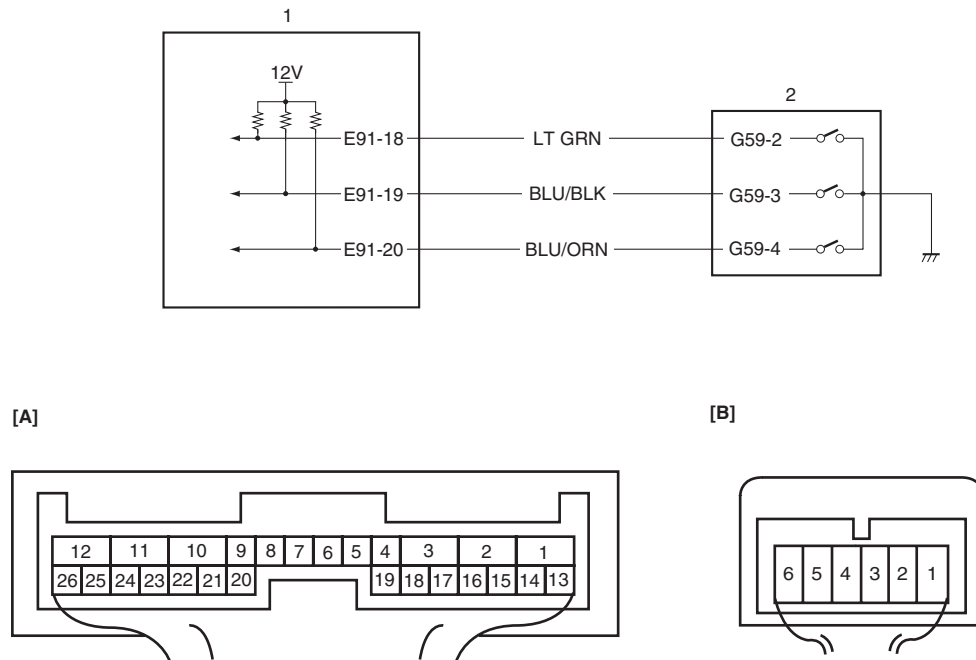 1
12V
2
E91-18 LT GRN G59-2
E91-19 BLU/BLK G59-3
E91-20 BLU/ORN G59-4
[A]
[B]
12 11 10 9 8 7 6 5 4 3 2 1
26 25 24 23 22 21 20 19 18 17 16 15 14 13
6 5 4 3 2 1